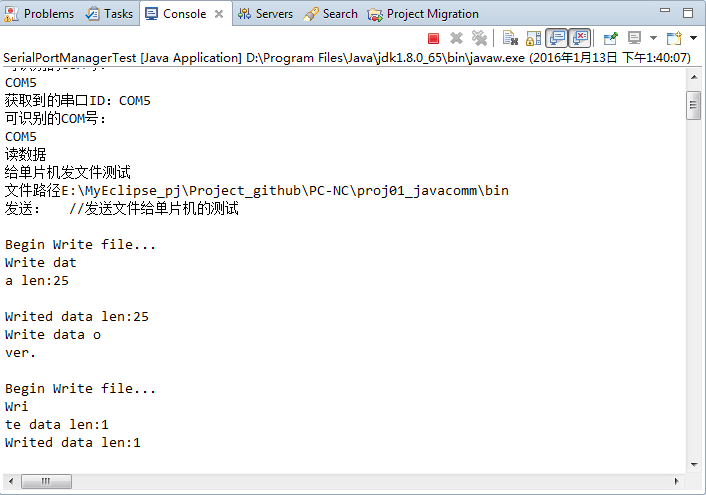 Problems Tasks Console Servers Search Project Migration
SerialPortManagerTest [Java Application] D:\Program Files\Java\jdk1.8.0_65\bin\javaw.exe (2016年1月13日 下午1:40:07)
COM5
获取到的串口ID：COM5
可识别的COM号：
COM5
读数据
给单片机发文件测试
文件路径E:\MyEclipse_pj\Project_github\PC-NC\proj01_javacomm\bin
发送： //发送文件给单片机的测试
Begin Write file...
Write dat
a len:25
Writed data len:25
Write data o
ver.
Begin Write file...
Wri
te data len:1
Writed data len:1